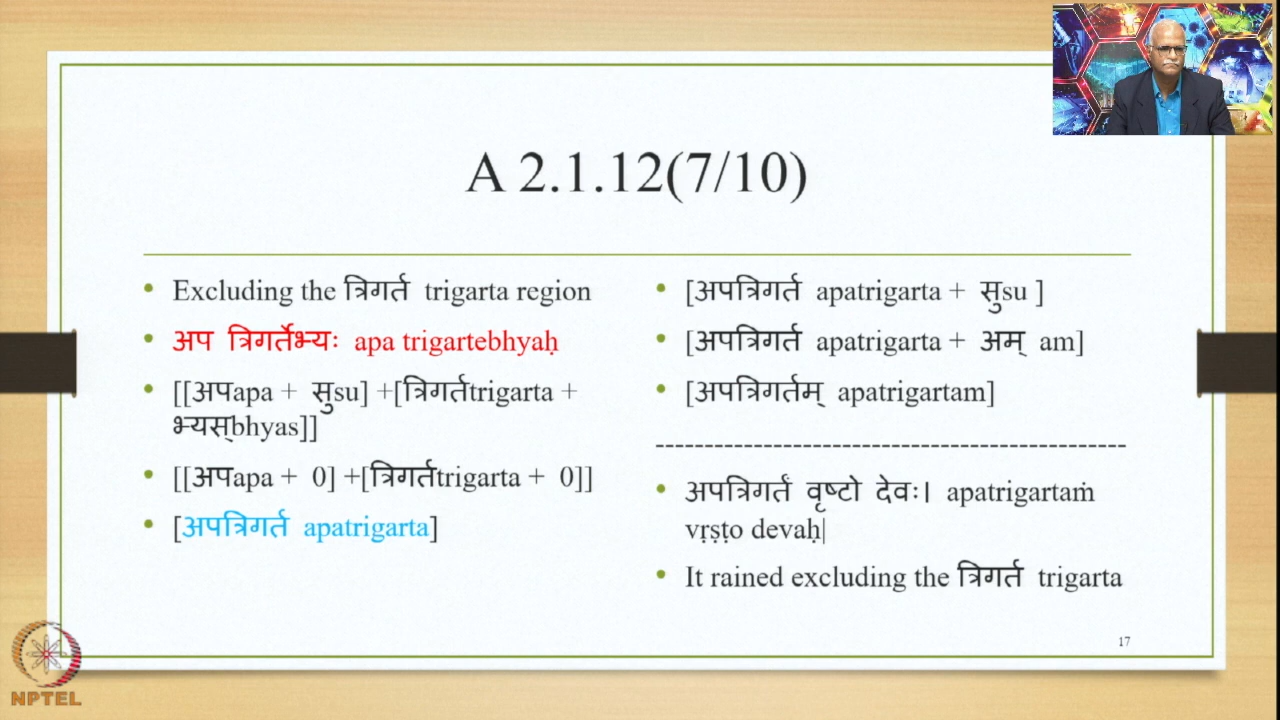 A 2.1.12(7/10)
• Excluding the त्रिगर्त trigarta region
• अप त्रिगर्तेभ्यः apa trigartebhyaḥ
• [[अपapa + सुsu] +[त्रिगर्तtrigarta +
भ्यस्bhyas]]
• [[अपapa + 0] +[त्रिगर्तtrigarta + 0]]
• [अपत्रिगर्त apatrigarta]
• [अपत्रिगर्त apatrigarta + सुsu ]
• [अपत्रिगर्त apatrigarta + अम् am]
• [अपत्रिगर्तम् apatrigartam]
-----------------------------------------------
• अपत्रिगर्तं वृष्टो देवः। apatrigartaṁ
vṛṣṭo devaḥ|
• It rained excluding the त्रिगर्त trigarta
17
NPTEL